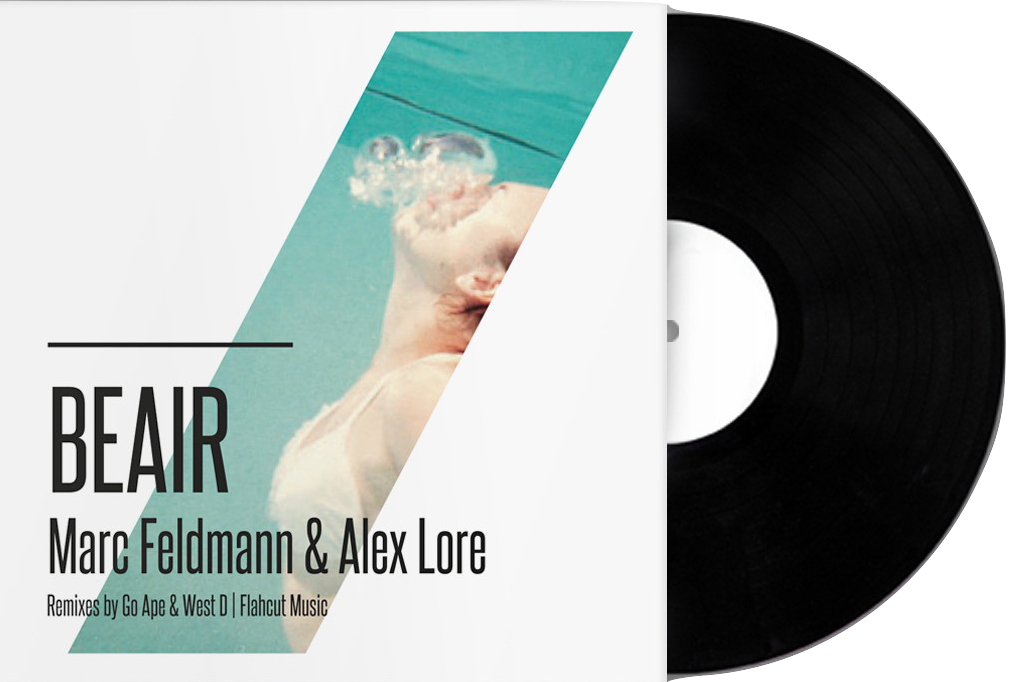 BEAIR
Marc Feldmann & Alex Lore
Remixes by Go Ape & West D | Flahcut Music